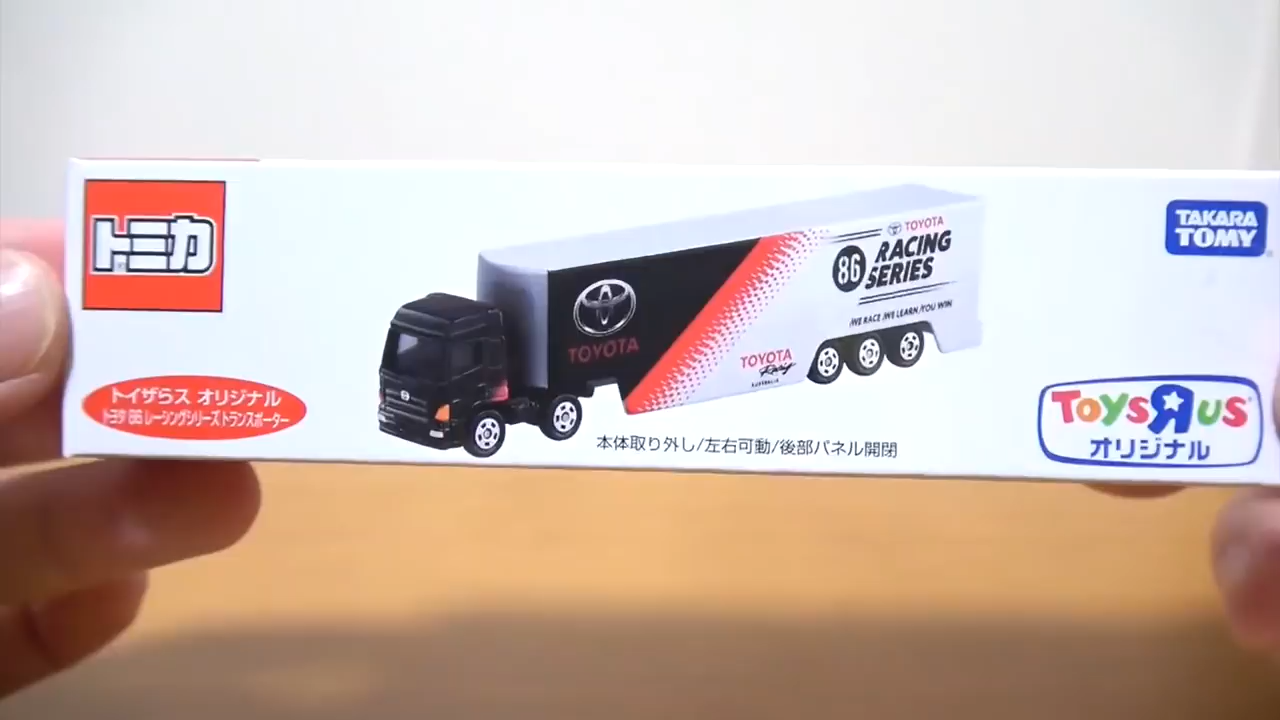 トミカ
トイザらス オリジナル
トヨタ 86 レーシングシリーズ トランスポーター
TOYOTA
TOYOTA
86 RACING
SERIES
/WE RACE /WE LEARN /YOU WIN
TOYOTA
Racing
AUSTRALIA
本体取り外し/左右可動/後部パネル開閉
TAKARA
TOMY
ToysЯus
オリジナル